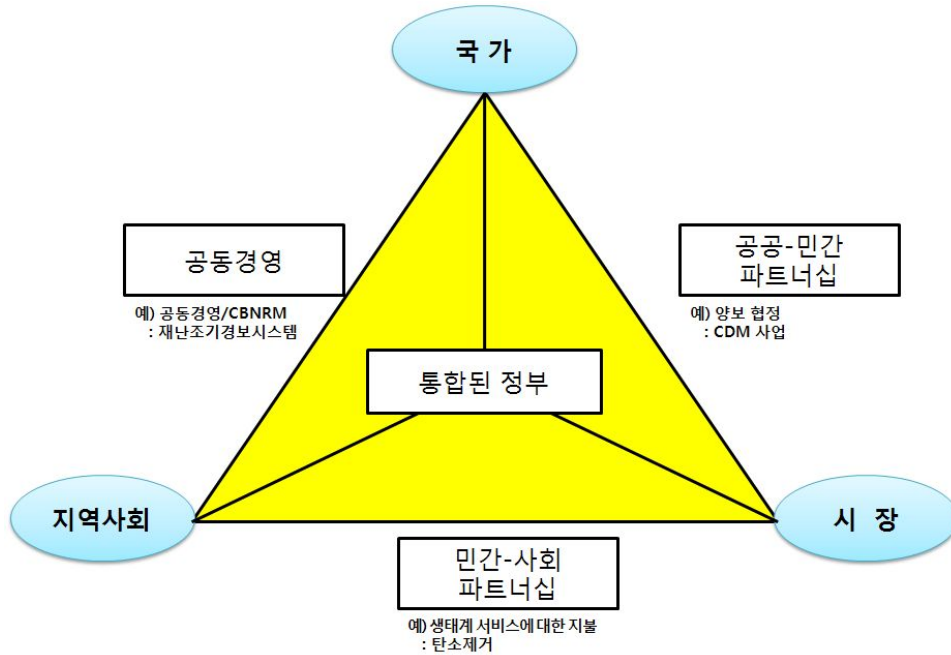 국 가
공동경영
예) 공동경영/CBNRM
: 재난조기경보시스템
공공-민간
파트너십
예) 양보 협정
: CDM 사업
통합된 정부
지역사회
시 장
민간-사회
파트너십
예) 생태계 서비스에 대한 지불
: 탄소제거